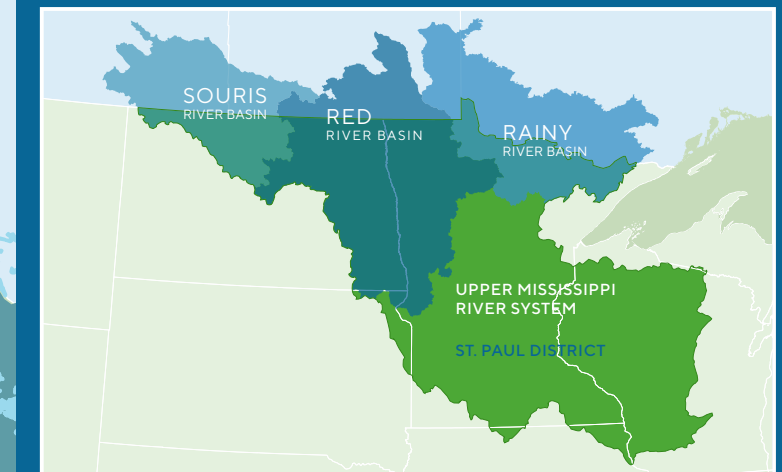 SOURIS
RIVER BASIN
RED
RIVER BASIN
RAINY
RIVER BASIN
UPPER MISSISSIPPI
RIVER SYSTEM
ST. PAUL DISTRICT